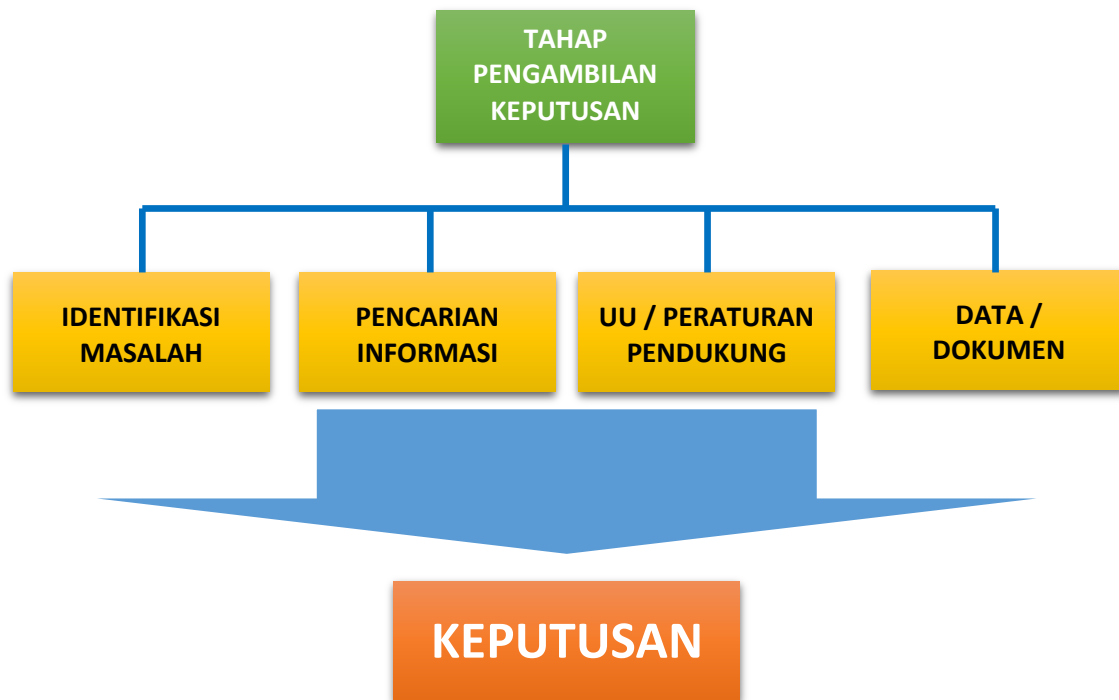 TAHAP
PENGAMBILAN
KEPUTUSAN
IDENTIFIKASI
MASALAH
PENCARIAN
INFORMASI
UU / PERATURAN
PENDUKUNG
DATA /
DOKUMEN
KEPUTUSAN